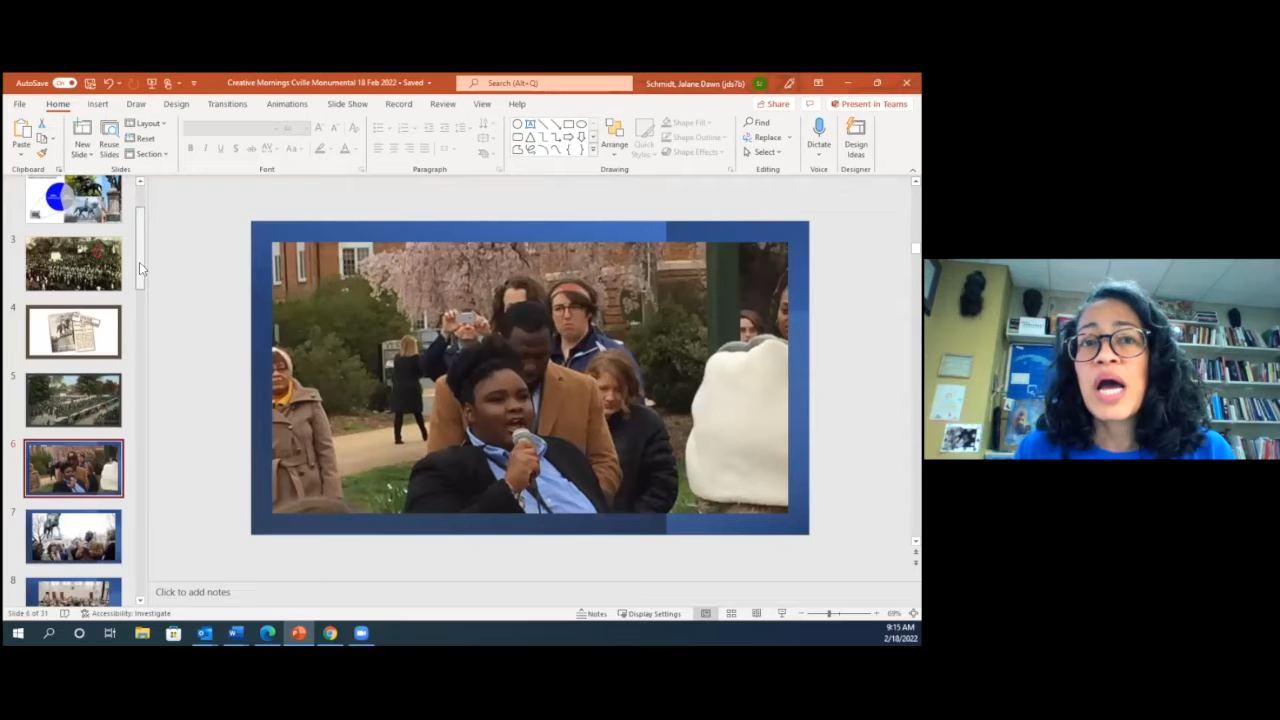 AutoSave On Creative Mornings Cville Monumental 18 Feb 2022 • Saved Search (Alt+Q) Schmidt, Jalane Dawn (jds7b)
File Home Insert Draw Design Transitions Animations Slide Show Record Review View Help Share Present in Teams
Paste New Slide Reuse Slides Layout Reset Section
B I U S ab AV Aa A
Arrange Quick Styles Shape Fill Shape Outline Shape Effects
Find Replace Select
Dictate Design Ideas
Clipboard Slides Font Paragraph Drawing Editing Voice Designer
3
4
5
6
7
8
Click to add notes
Slide 6 of 31 Accessibility: Investigate Notes Display Settings 69%
9:15 AM
2/18/2022